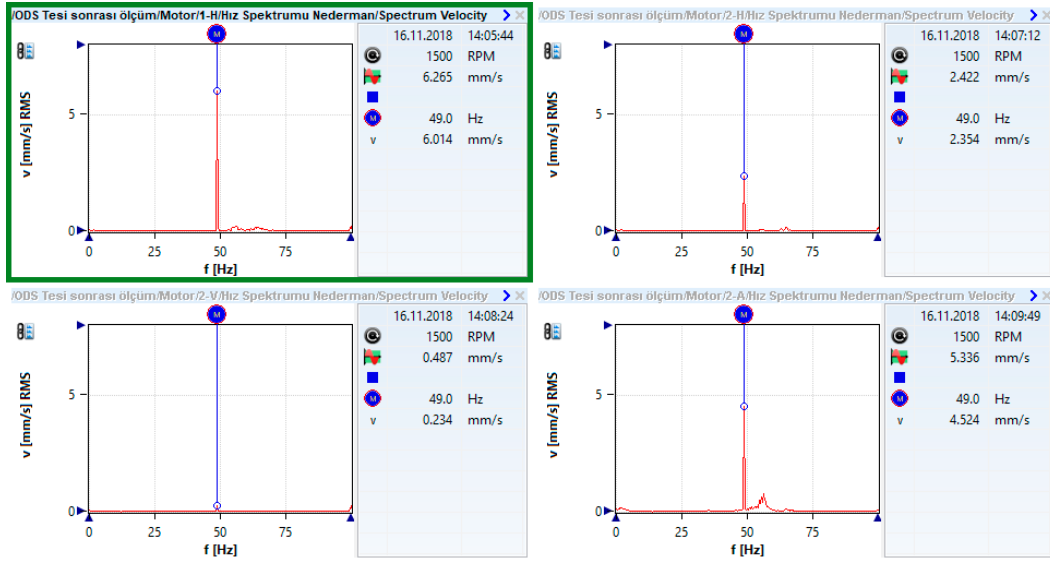 /ODS Tesi sonrası ölçüm/Motor/1-H/Hız Spektrumu Nederman/Spectrum Velocity
M
16.11.2018 14:05:44
1500 RPM
6.265 mm/s
M 49.0 Hz
v 6.014 mm/s
v [mm/s] RMS
5
0
0 25 50 75
f [Hz]
/ODS Tesi sonrası ölçüm/Motor/2-H/Hız Spektrumu Nederman/Spectrum Velocity
M
16.11.2018 14:07:12
1500 RPM
2.422 mm/s
M 49.0 Hz
v 2.354 mm/s
v [mm/s] RMS
5
0
0 25 50 75
f [Hz]
/ODS Tesi sonrası ölçüm/Motor/2-V/Hız Spektrumu Nederman/Spectrum Velocity
M
16.11.2018 14:08:24
1500 RPM
0.487 mm/s
M 49.0 Hz
v 0.234 mm/s
v [mm/s] RMS
5
0
0 25 50 75
f [Hz]
/ODS Tesi sonrası ölçüm/Motor/2-A/Hız Spektrumu Nederman/Spectrum Velocity
M
16.11.2018 14:09:49
1500 RPM
5.336 mm/s
M 49.0 Hz
v 4.524 mm/s
v [mm/s] RMS
5
0
0 25 50 75
f [Hz]